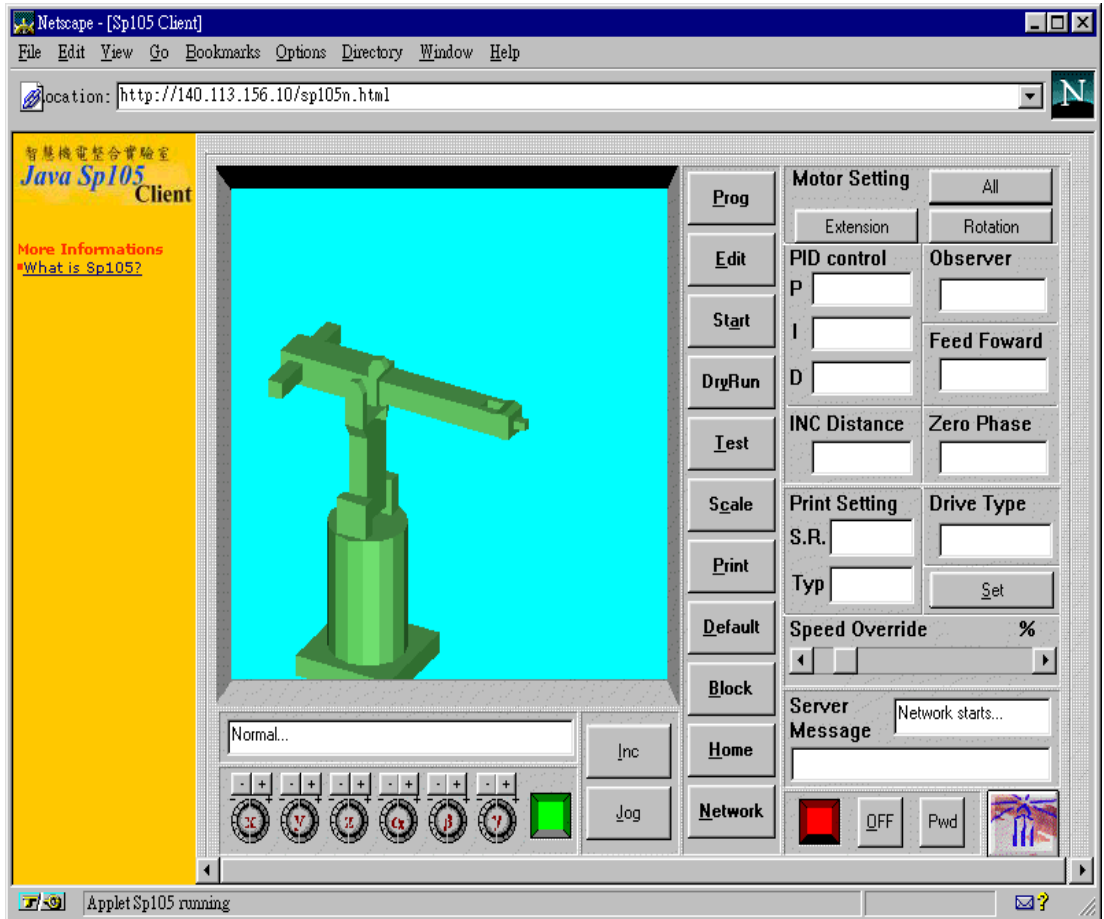 Netscape - [Sp105 Client]
File Edit View Go Bookmarks Options Directory Window Help
ocation: http://140.113.156.10/sp105n.html
N
智慧機電整合實驗室
Java Sp105
Client
More Informations
What is Sp105?
Normal...
- + - + - + - + - + - +
x y z α β γ
Inc
Jog
Prog
Edit
Start
DryRun
Test
Scale
Print
Default
Block
Home
Network
Motor Setting All
Extension Rotation
PID control Observer
P
I Feed Foward
D
INC Distance Zero Phase
Print Setting Drive Type
S.R.
Typ Set
Speed Override %
Server Network starts...
Message
OFF Pwd
Applet Sp105 running
?